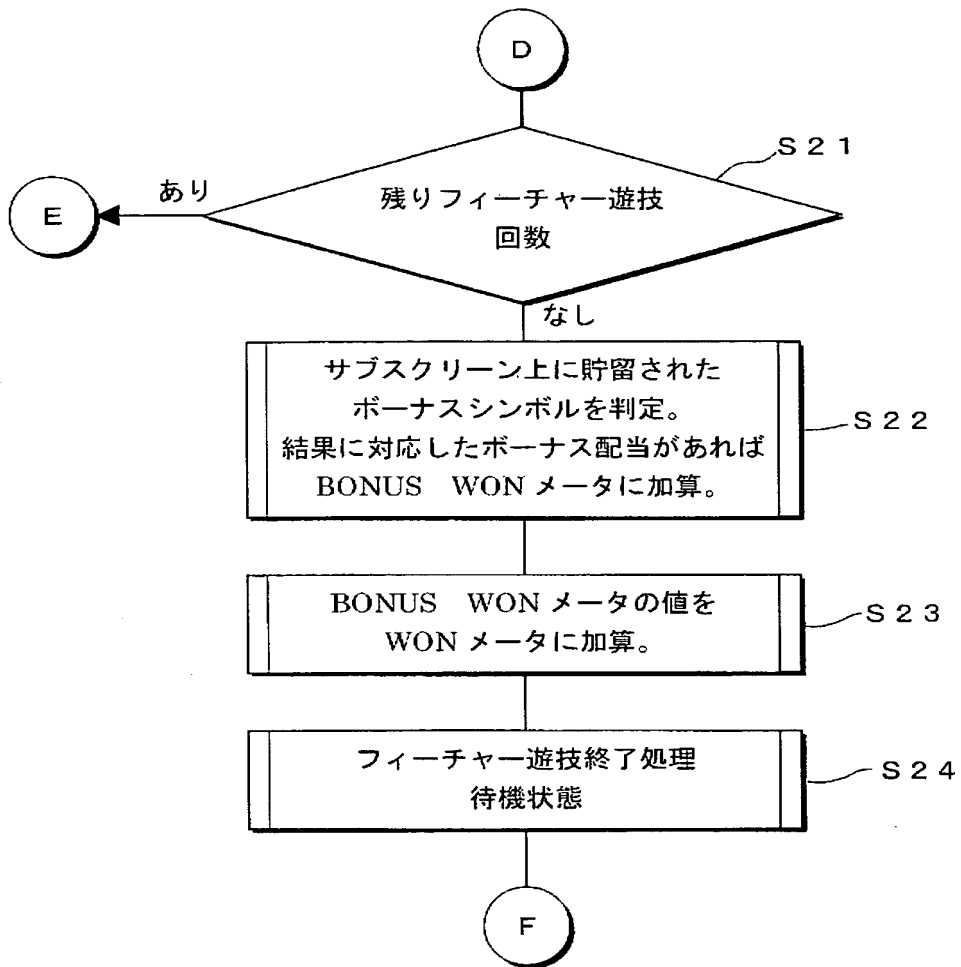 D
S21
あり
残りフィーチャー遊技
回数
E
なし
サブスクリーン上に貯留された
ボーナスシンボルを判定。
結果に対応したボーナス配当があれば
BONUS WON メータに加算。
S22
BONUS WON メータの値を
WON メータに加算。
S23
フィーチャー遊技終了処理
待機状態
S24
F